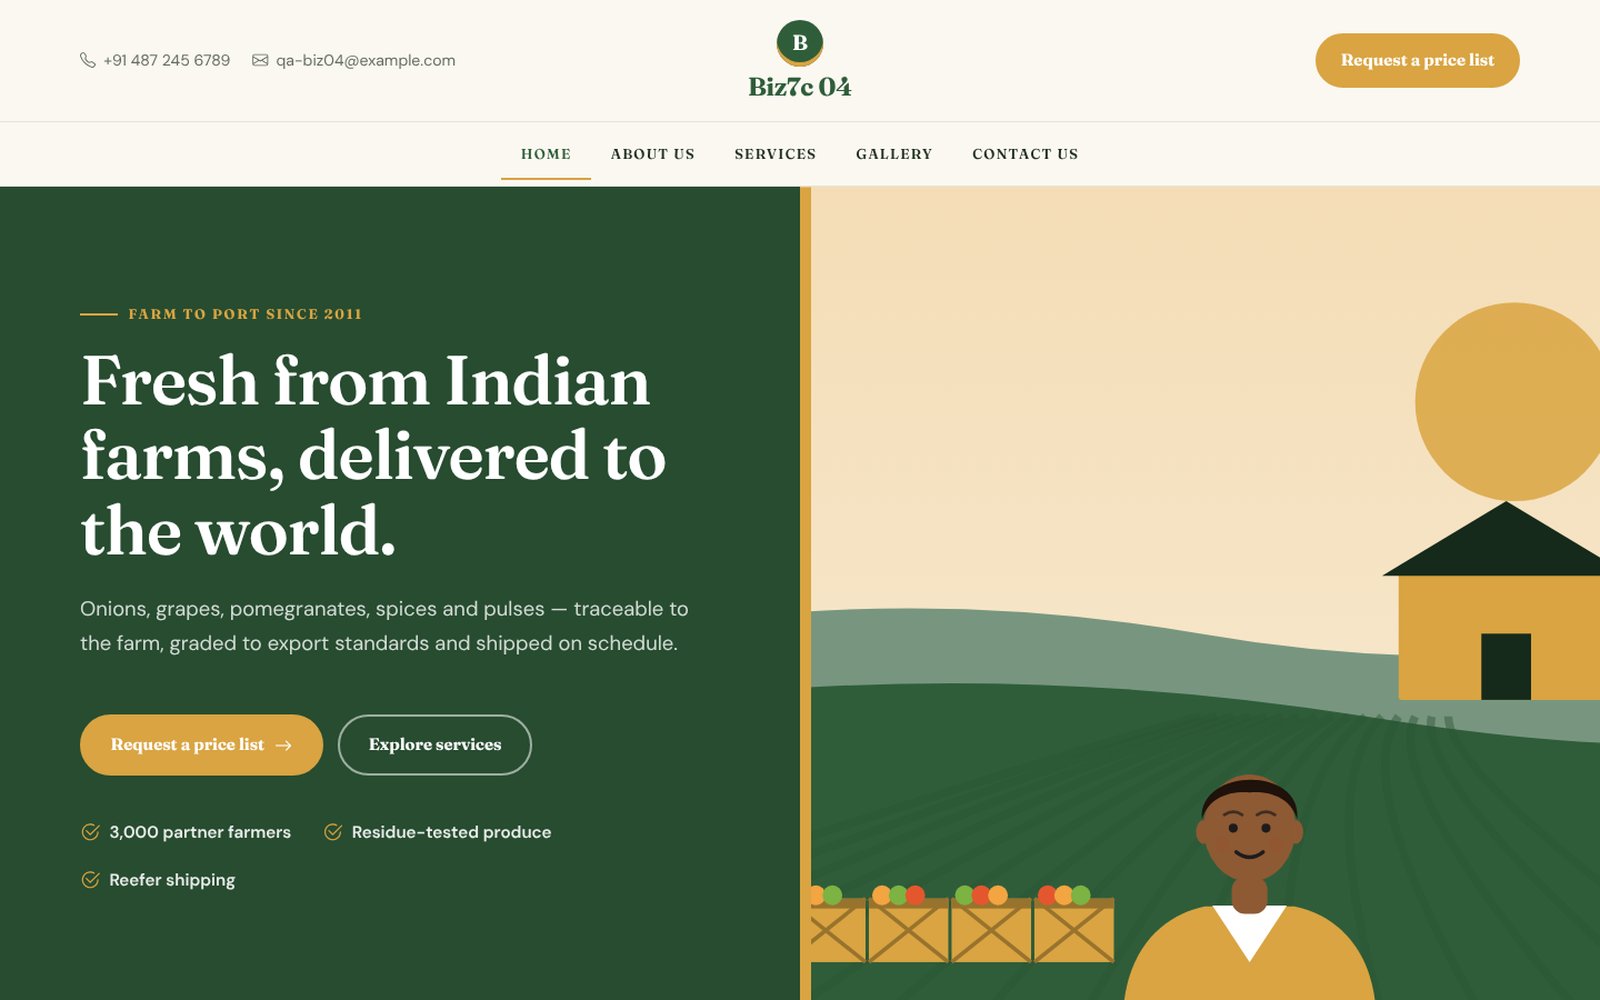 +91 487 245 6789
qa-biz04@example.com
B
Biz7c 04
Request a price list
HOME
ABOUT US
SERVICES
GALLERY
CONTACT US
FARM TO PORT SINCE 2011
Fresh from Indian
farms, delivered to
the world.
Onions, grapes, pomegranates, spices and pulses — traceable to
the farm, graded to export standards and shipped on schedule.
Request a price list →
Explore services
3,000 partner farmers
Residue-tested produce
Reefer shipping